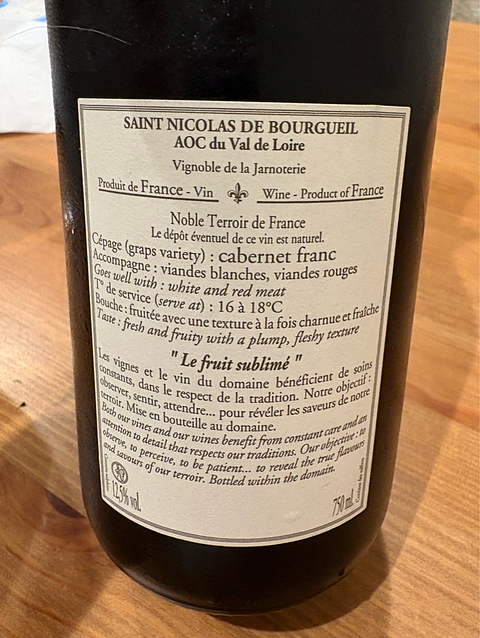 SAINT NICOLAS DE BOURGUEIL
AOC du Val de Loire
Vignoble de la Jarnoterie
Produit de France - Vin Wine - Product of France
Noble Terroir de France
Le dépôt éventuel de ce vin est naturel.
Cépage (graps variety) : cabernet franc
Accompagne : viandes blanches, viandes rouges
Goes well with : white and red meat
T° de service (serve at) : 16 à 18°C
Bouche : fruitée avec une texture à la fois charnue et fraîche
Taste : fresh and fruity with a plump, fleshy texture
" Le fruit sublimé "
Les vignes et le vin du domaine bénéficient de soins
constants, dans le respect de la tradition. Notre objectif :
observer, sentir, attendre... pour révéler les saveurs de notre
terroir. Mise en bouteille au domaine.
Both our vines and our wines benefit from constant care and an
attention to detail that respects our traditions. Our objective : to
observe, to perceive, to be patient... to reveal the true flavours
and savours of our terroir. Bottled within the domain.
12,5% vol.
750 mL